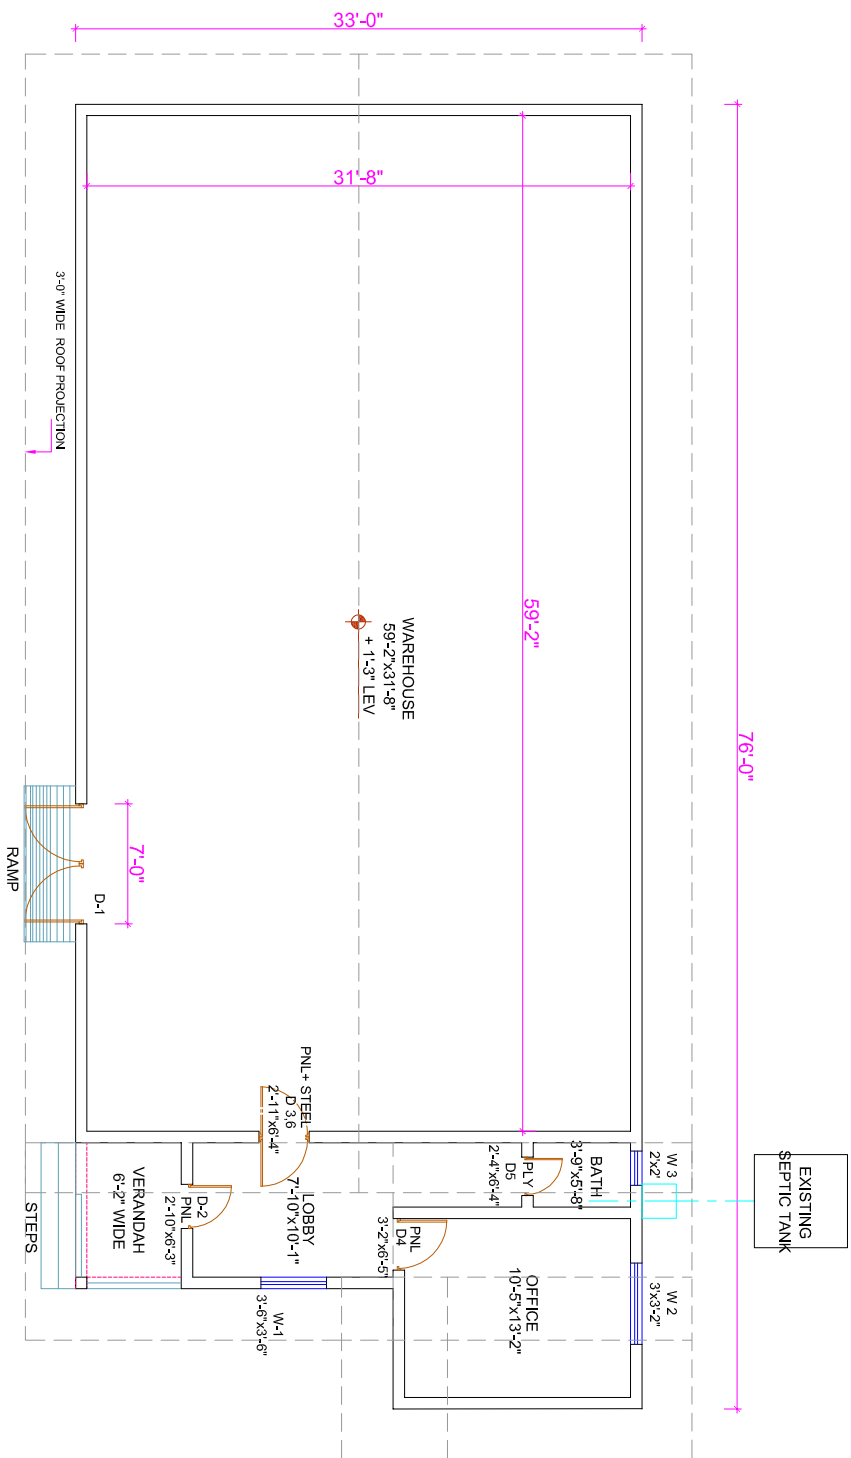 33'-0"
31'-8"
3'-0" WIDE ROOF PROJECTION
59'-2"
WAREHOUSE
59'-2"x31'-8"
+ 1'-3" LEV
76'-0"
7'-0"
D-1
RAMP
PNL+ STEEL
D 3,6
2'-11"x6'-4"
BATH
3'-9"x5'-8"
PLY
D5
2'-4"x6'-4"
W 3
2'x2'
EXISTING
SEPTIC TANK
LOBBY
7'-10"x10'-1"
D-2
PNL
2'-10"x6'-3"
VERANDAH
6'-2" WIDE
STEPS
PNL
D4
3'-2"x6'-5"
OFFICE
10'-5"x13'-2"
W 2
3'x3'-2"
W-1
3'-6"x3'-6"